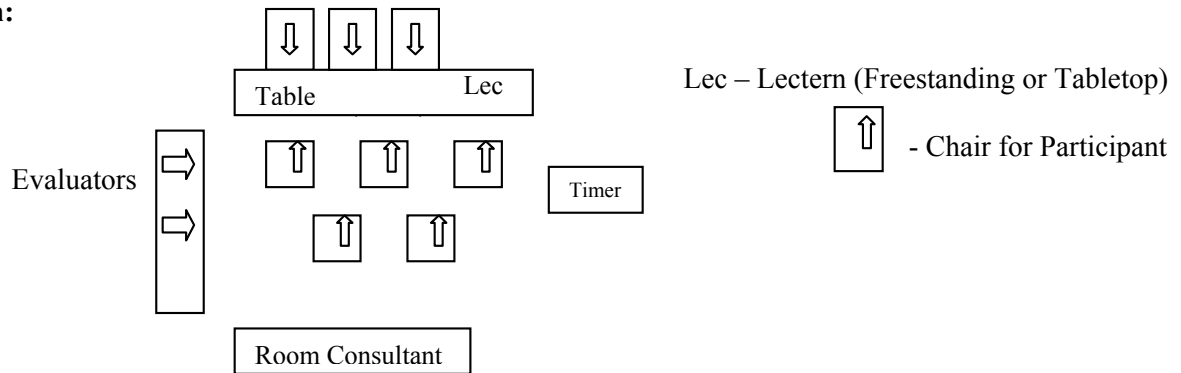 :
Table
Lec
Lec – Lectern (Freestanding or Tabletop)
- Chair for Participant
Evaluators
Timer
Room Consultant